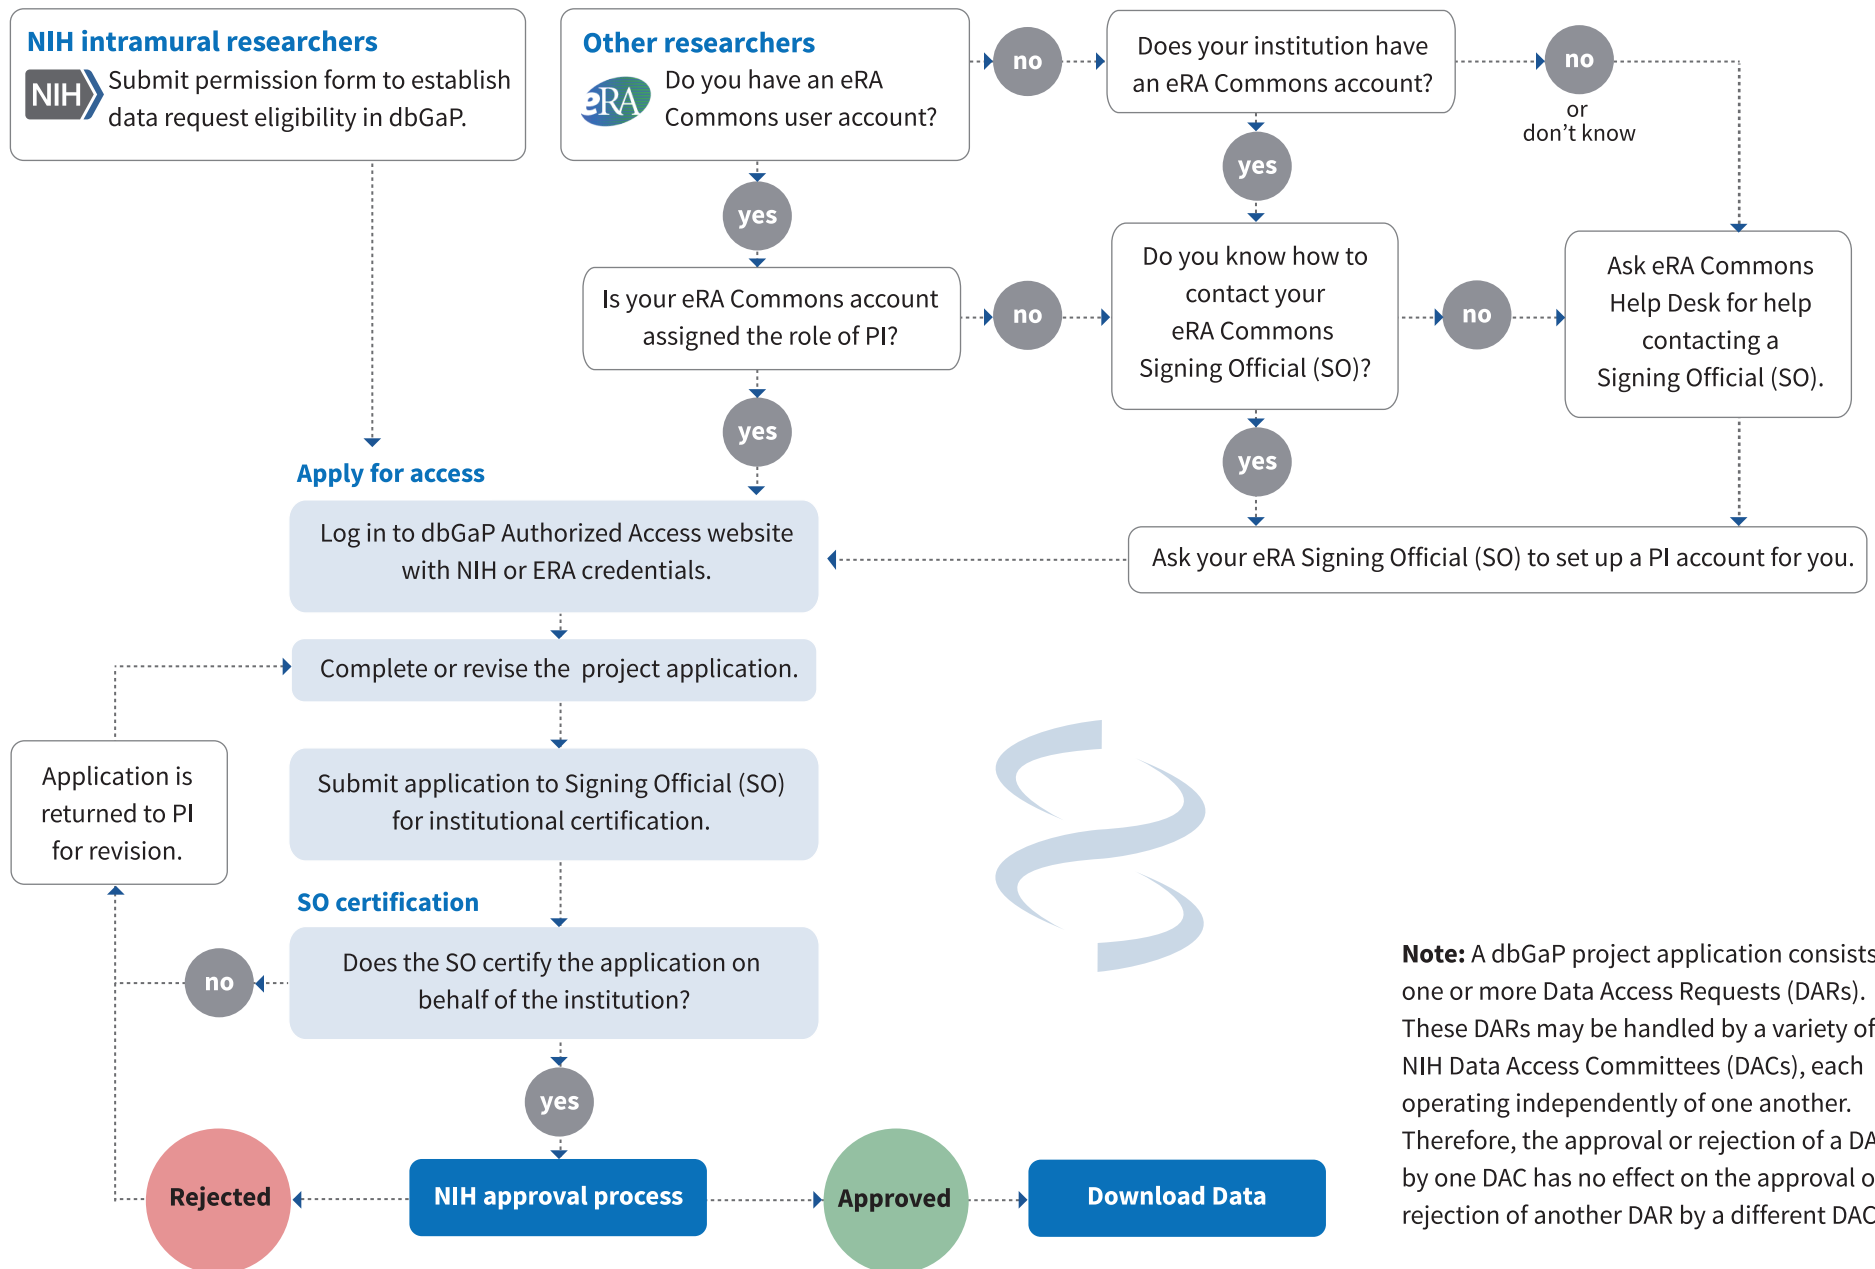 NIH intramural researchers
NIH
Submit permission form to establish
data request eligibility in dbGaP.
Other researchers
eRA
Do you have an eRA
Commons user account?
no
Does your institution have
an eRA Commons account?
no
or
don't know
yes
yes
Is your eRA Commons account
assigned the role of PI?
no
Do you know how to
contact your
eRA Commons
Signing Official (SO)?
no
Ask eRA Commons
Help Desk for help
contacting a
Signing Official (SO).
yes
yes
Apply for access
Log in to dbGaP Authorized Access website
with NIH or ERA credentials.
Ask your eRA Signing Official (SO) to set up a PI account for you.
Complete or revise the project application.
Application is
returned to PI
for revision.
Submit application to Signing Official (SO)
for institutional certification.
SO certification
Does the SO certify the application on
behalf of the institution?
no
yes
Rejected
NIH approval process
Approved
Download Data
Note: A dbGaP project application consists
one or more Data Access Requests (DARs).
These DARs may be handled by a variety of
NIH Data Access Committees (DACs), each
operating independently of one another.
Therefore, the approval or rejection of a DA
by one DAC has no effect on the approval o
rejection of another DAR by a different DAC